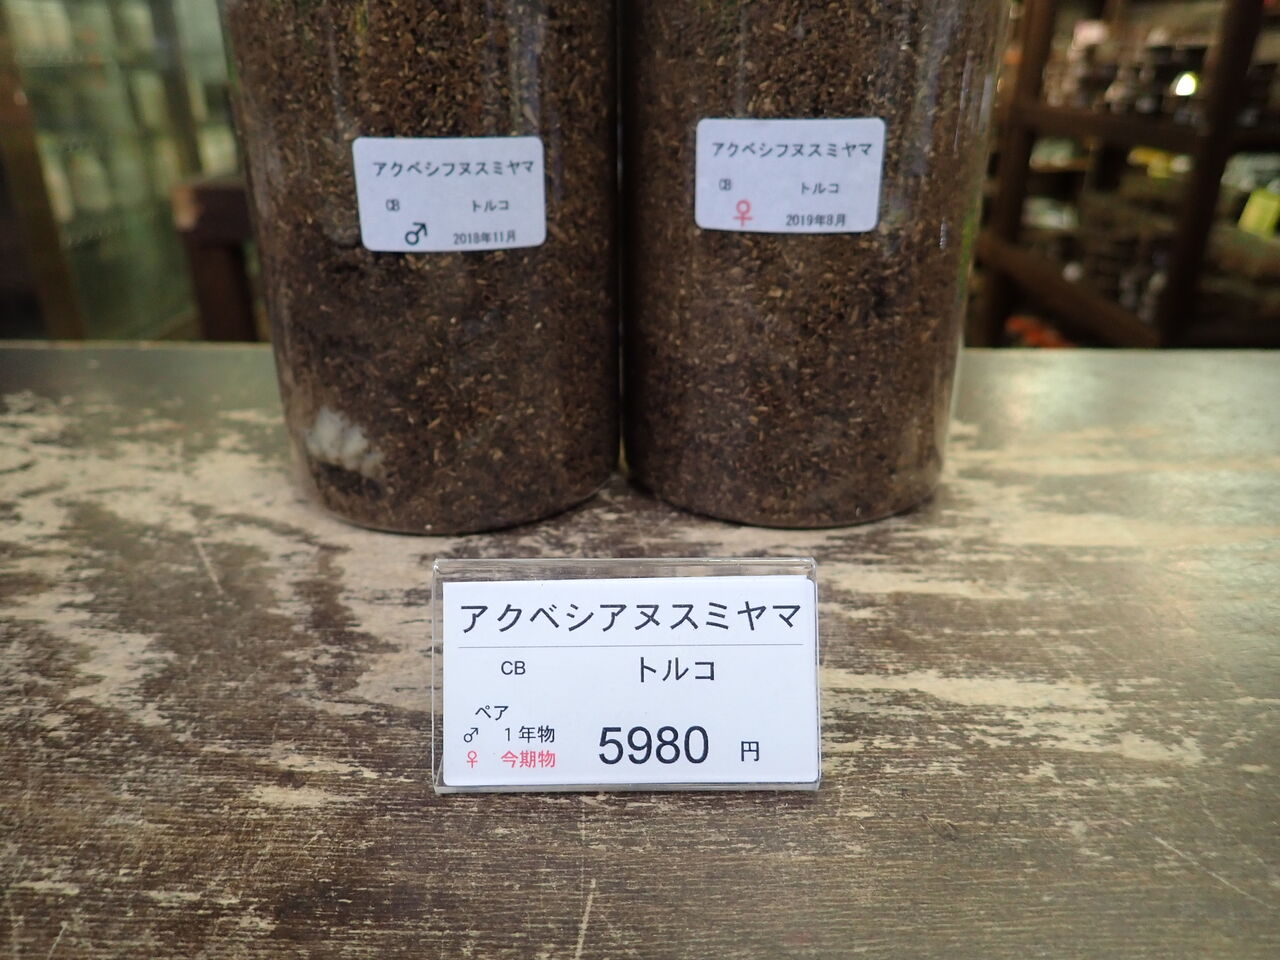 アクベシフヌスミヤマ
CB トルコ
♂ 2018年11月
アクベシフヌスミヤマ
CB トルコ
♀ 2019年8月
アクベシアヌスミヤマ
CB トルコ
ペア
♂ 1年物
♀ 今期物
5980 円